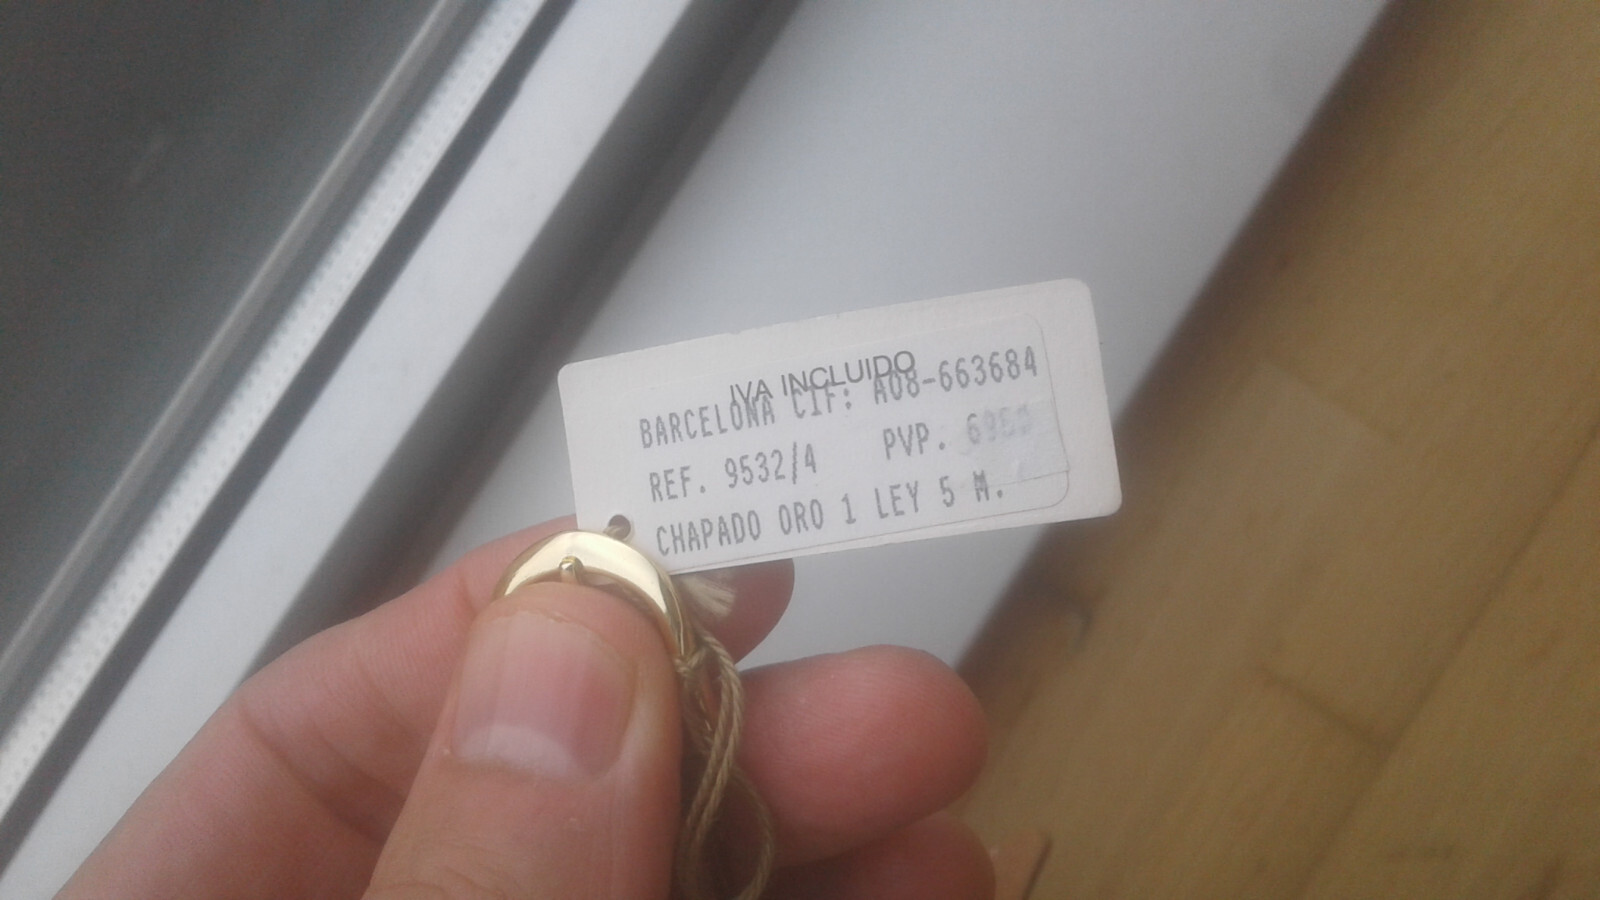 IVA INCLUIDO
BARCELONA CIF: A08-663684
REF. 9532/4 PVP.
CHAPADO ORO 1 LEY 5 M.